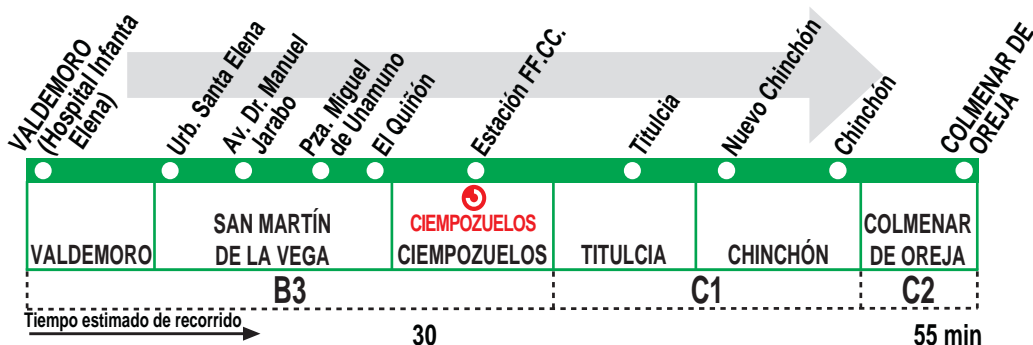 VALDEMORO
(Hospital Infanta
Elena)
Urb. Santa Elena
Av. Dr. Manuel
Jarabo
Pza. Miguel
de Unamuno
El Quiñón
Estación FF.CC.
Titulcia
Nuevo Chinchón
Chinchón
COLMENAR DE
OREJA
VALDEMORO
SAN MARTÍN
DE LA VEGA
CIEMPOZUELOS
CIEMPOZUELOS
TITULCIA
CHINCHÓN
COLMENAR
DE OREJA
B3
C1
C2
Tiempo estimado de recorrido
30
55 min